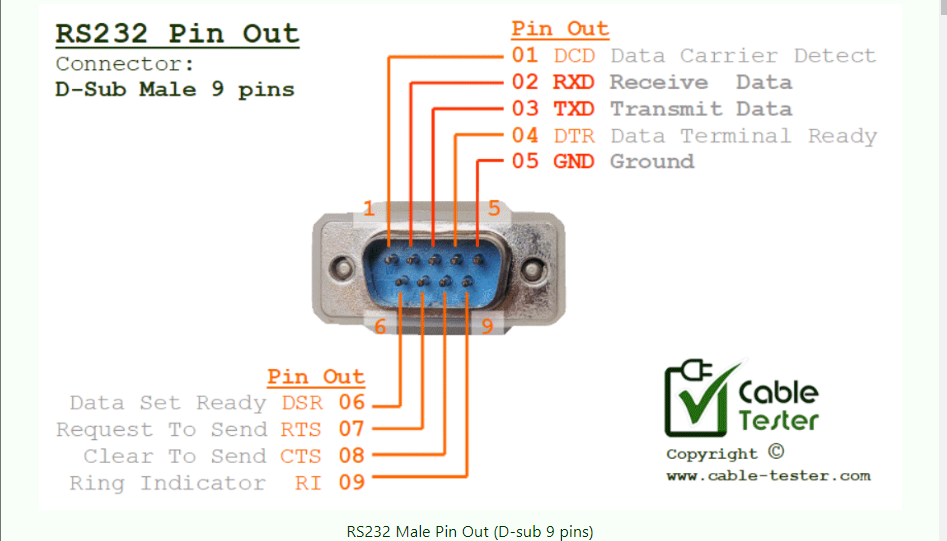 RS232 Pin Out
Connector:
D-Sub Male 9 pins
Pin Out
01 DCD Data Carrier Detect
02 RXD Receive Data
03 TXD Transmit Data
04 DTR Data Terminal Ready
05 GND Ground
1 5
6 9
Pin Out
Data Set Ready DSR 06
Request To Send RTS 07
Clear To Send CTS 08
Ring Indicator RI 09
Cable
Tester
Copyright ©
www.cable-tester.com
RS232 Male Pin Out (D-sub 9 pins)